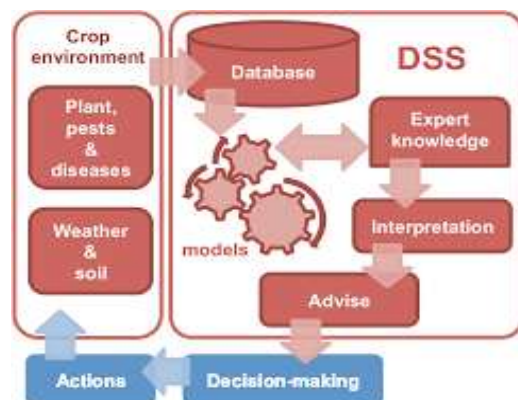 Crop
environment
Plant,
pests
&
diseases
Weather
&
soil
Database
DSS
Expert
knowledge
models
Interpretation
Advise
Actions
Decision-making